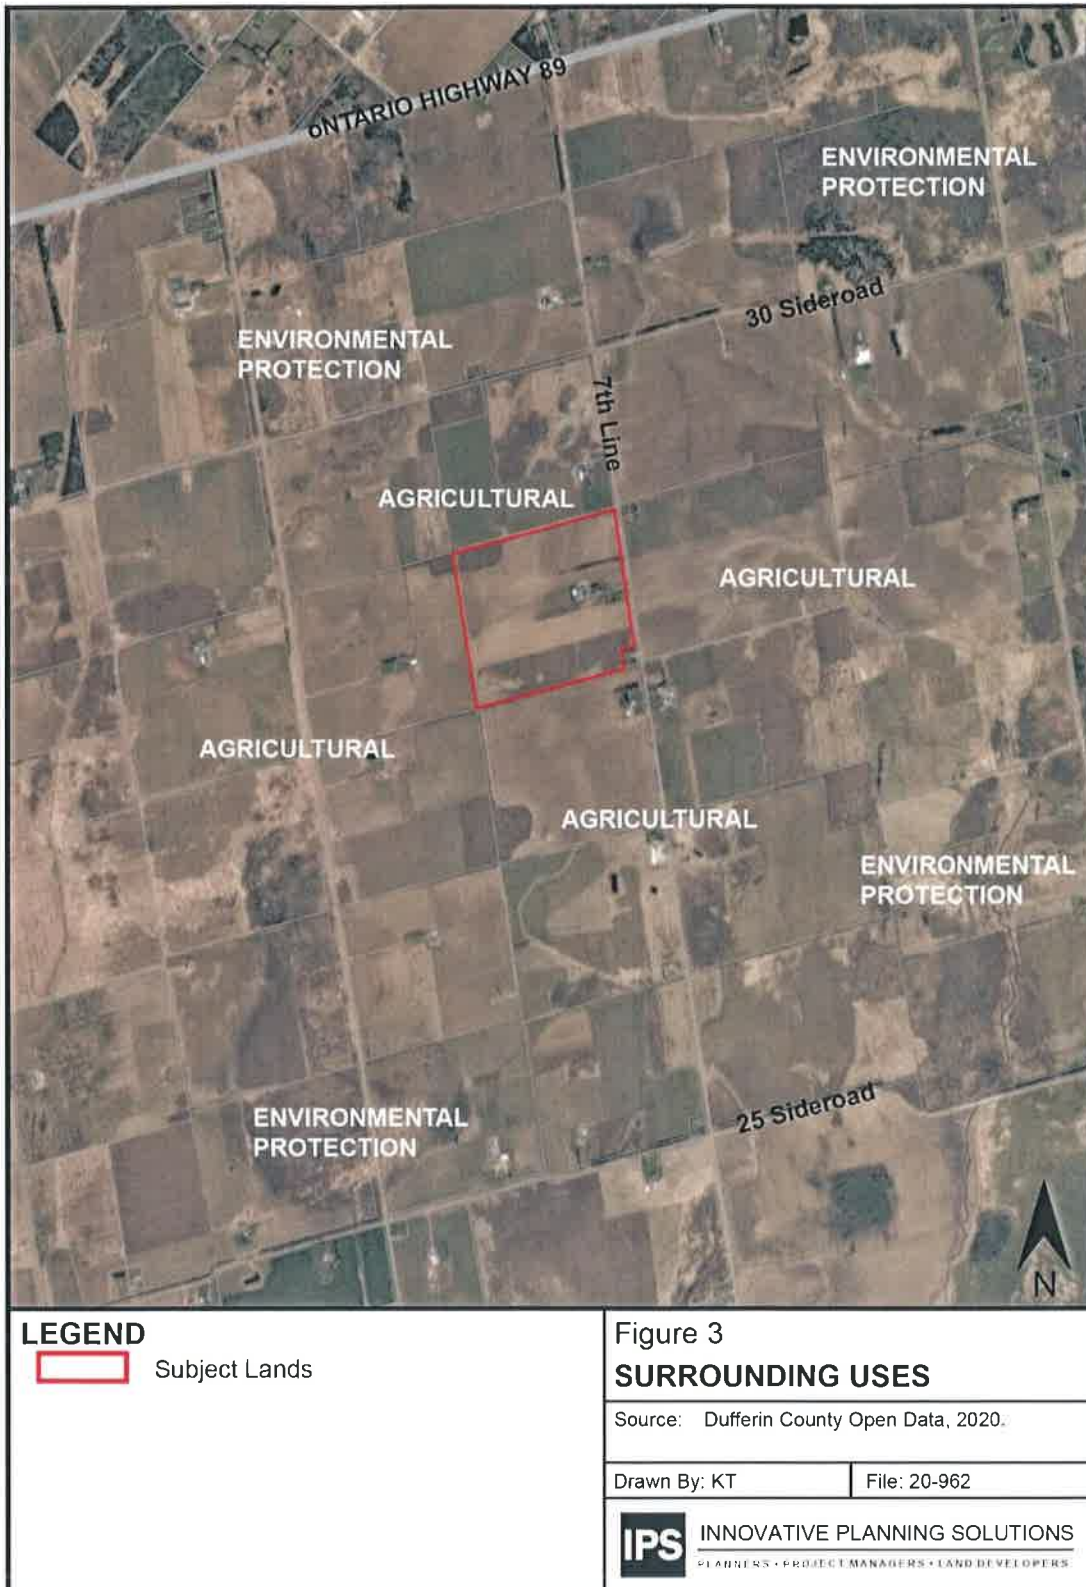 oNTARIO HIGHWAY 89
ENVIRONMENTAL
PROTECTION
30 Sideroad
ENVIRONMENTAL
PROTECTION
7th Line
AGRICULTURAL
AGRICULTURAL
AGRICULTURAL
AGRICULTURAL
ENVIRONMENTAL
PROTECTION
25 Sideroad
ENVIRONMENTAL
PROTECTION
N
LEGEND
Subject Lands
Figure 3
SURROUNDING USES
Source: Dufferin County Open Data, 2020.
Drawn By: KT
File: 20-962
IPS
INNOVATIVE PLANNING SOLUTIONS
PLANNERS • PROJECT MANAGERS • LAND DEVELOPERS